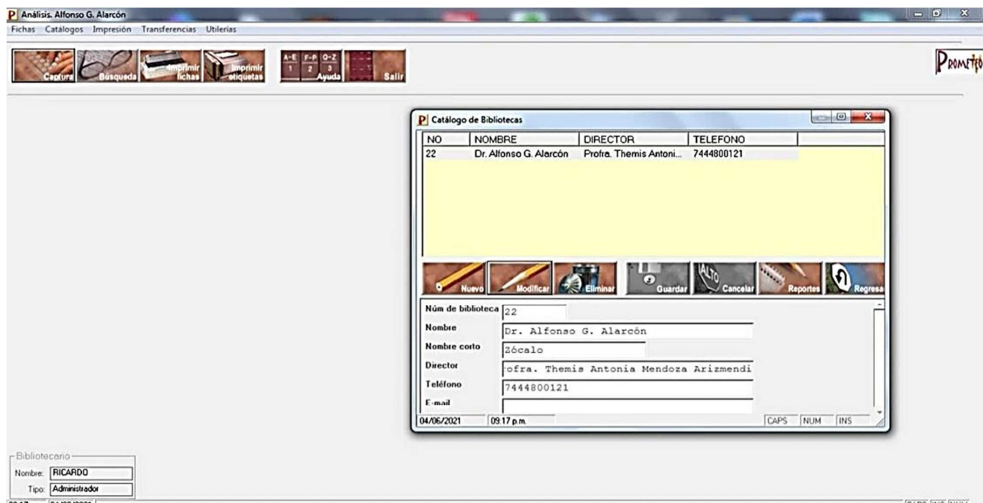 Análisis. Alfonso G. Alarcón
Fichas Catálogos Impresión Transferencias Utilerias
Captura Búsqueda Imprimir fichas Imprimir etiquetas A-E 1 F-P 2 Q-Z 3 Ayuda Salir
PROMETEO
Catálogo de Bibliotecas
NO NOMBRE DIRECTOR TELEFONO
22 Dr. Alfonso G. Alarcón Profra. Themis Antoni... 7444800121
Nuevo Modificar Eliminar Guardar ALTO Cancelar Reportes Regresa
Núm de biblioteca 22
Nombre Dr. Alfonso G. Alarcón
Nombre corto Zócalo
Director rofra. Themis Antonia Mendoza Arizmendi
Teléfono 7444800121
E-mail
04/06/2021 09:17 p.m. CAPS NUM INS
Bibliotecario
Nombre: RICARDO
Tipo: Administrador